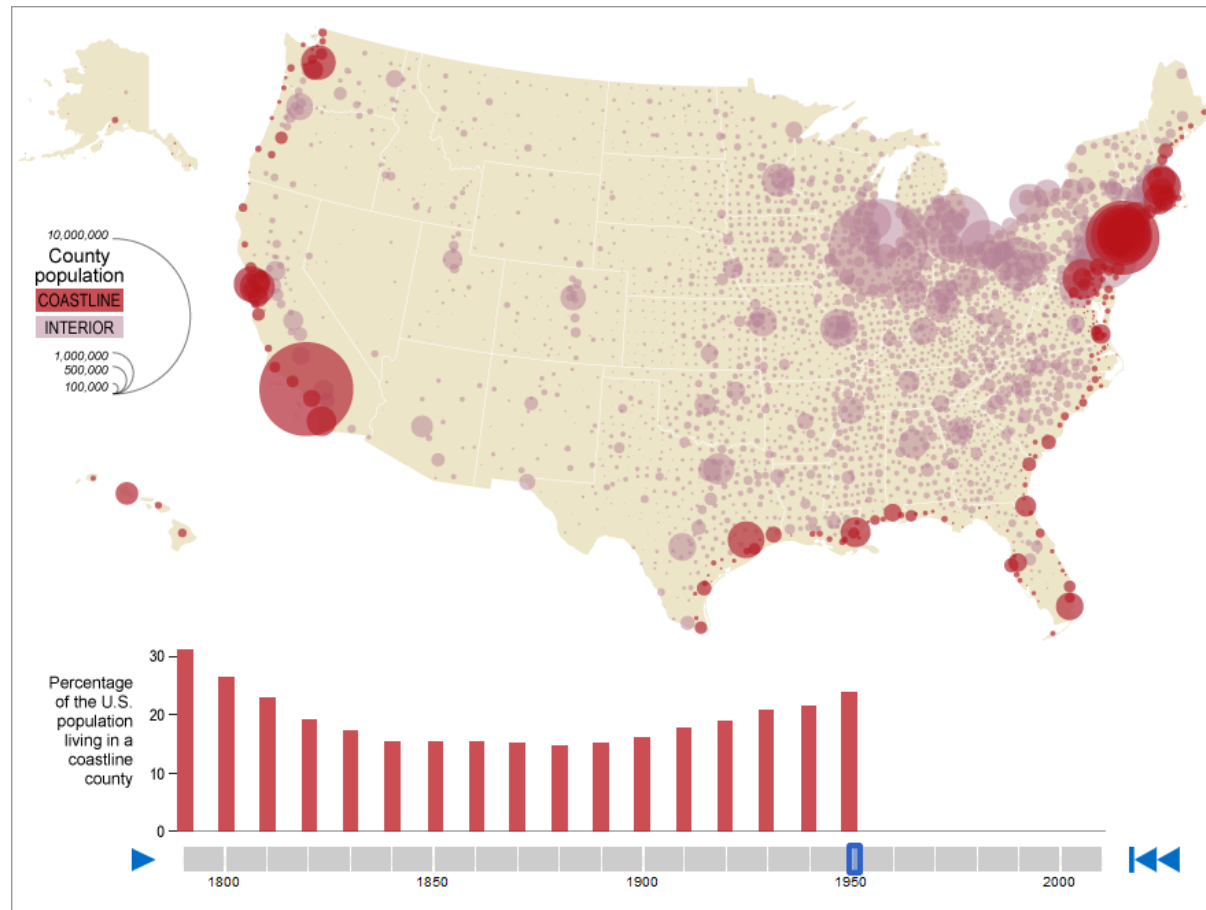 10,000,000
County
population
COASTLINE
INTERIOR
1,000,000
500,000
100,000
30
20
10
0
Percentage
of the U.S.
population
living in a
coastline
county
1800
1850
1900
1950
2000